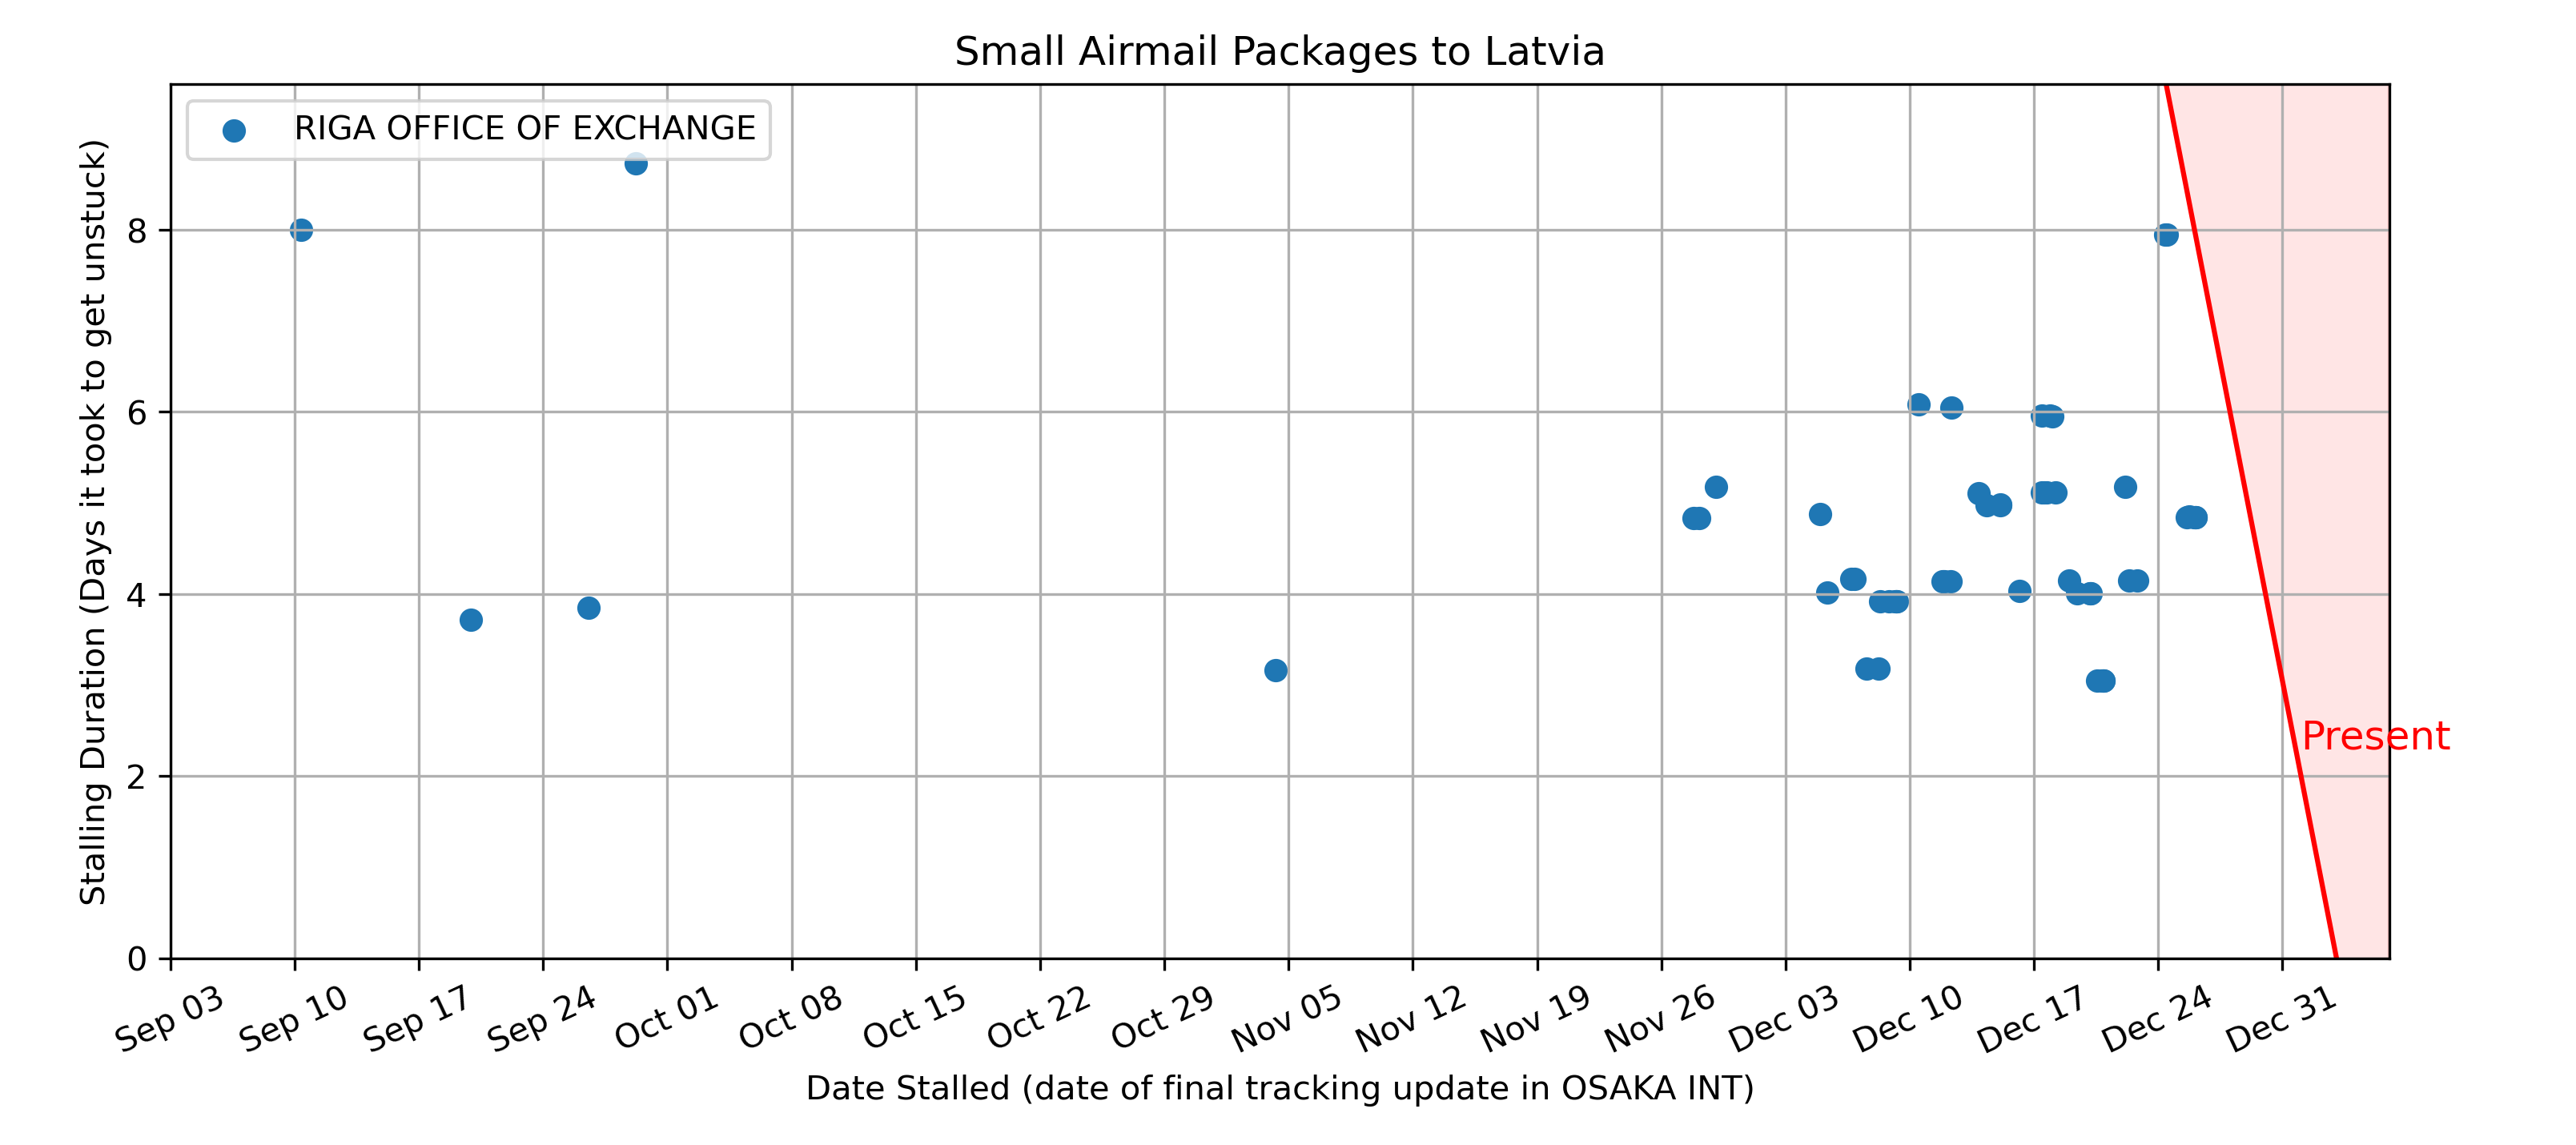 Small Airmail Packages to Latvia
RIGA OFFICE OF EXCHANGE
Stalling Duration (Days it took to get unstuck)
8
6
4
2
0
Present
Sep 03
Sep 10
Sep 17
Sep 24
Oct 01
Oct 08
Oct 15
Oct 22
Oct 29
Nov 05
Nov 12
Nov 19
Nov 26
Dec 03
Dec 10
Dec 17
Dec 24
Dec 31
Date Stalled (date of final tracking update in OSAKA INT)